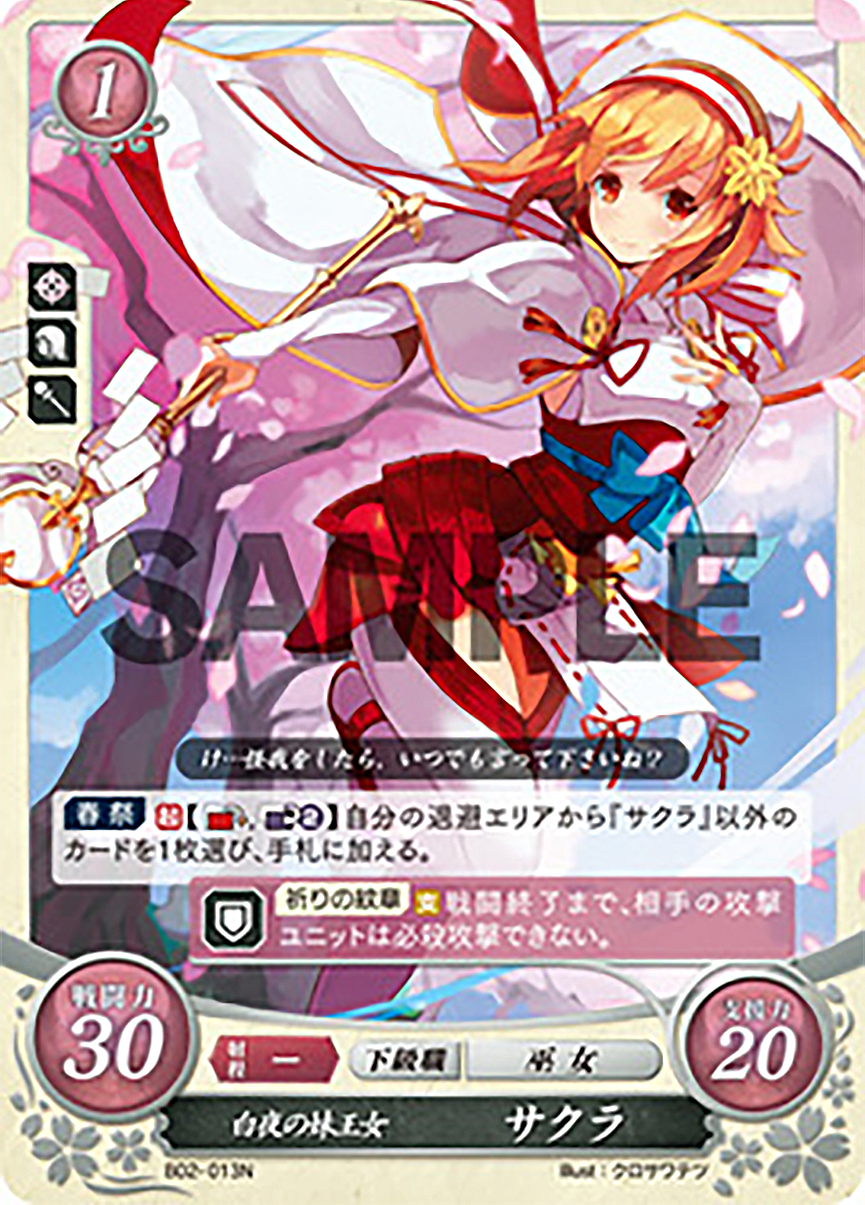 1
SAMPLE
け…怪我をしたら、いつでも言って下さいね!?
春祭 起【 、 2】自分の退避エリアから『サクラ』以外の
カードを1枚選び、手札に加える。
祈りの紋章 支 戦闘終了まで、相手の攻撃
ユニットは必殺攻撃できない。
戦闘力
30
射程 一
下級職
巫女
支援力
20
白夜の妹王女 サクラ
B02-013N
Illust：クロサワテツ